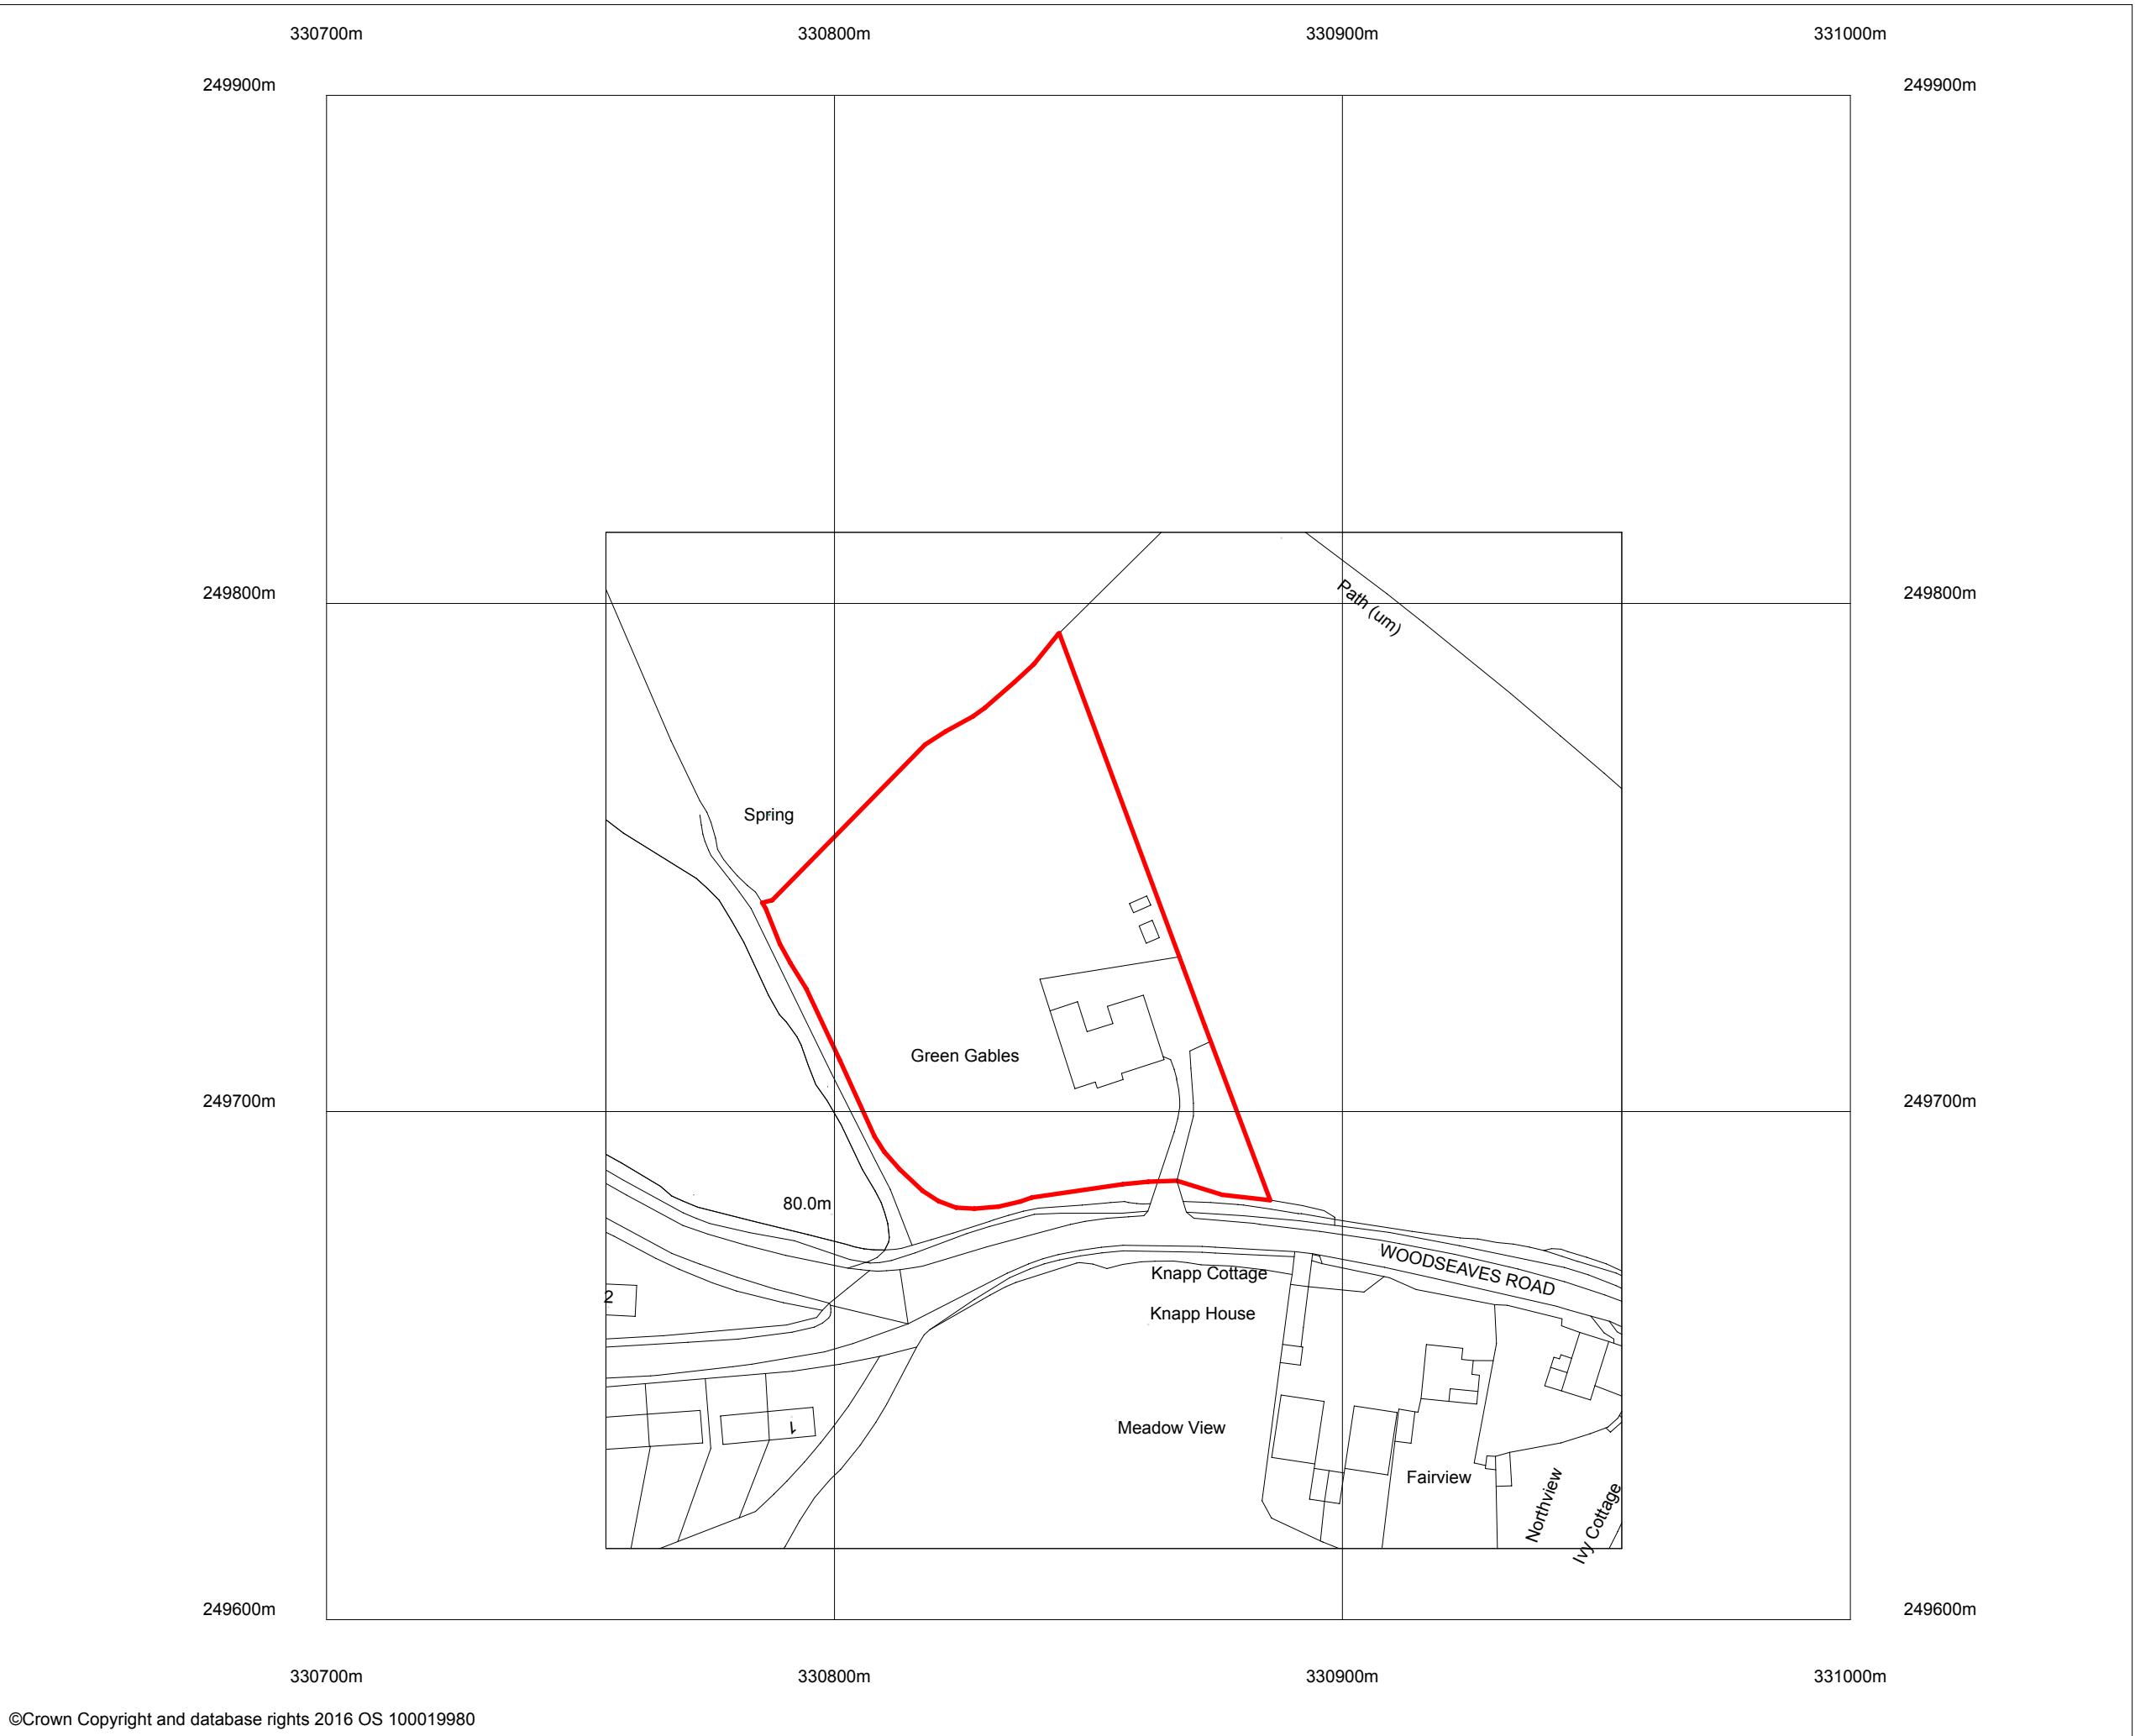 330700m 330800m 330900m 331000m
249900m 249900m
249800m 249800m
Path (um)
Spring
Green Gables
249700m 249700m
80.0m
WOODSEAVES ROAD
Knapp Cottage
2
Knapp House
1
Meadow View
Fairview
Northview
Ivy Cottage
249600m 249600m
330700m 330800m 330900m 331000m
©Crown Copyright and database rights 2016 OS 100019980